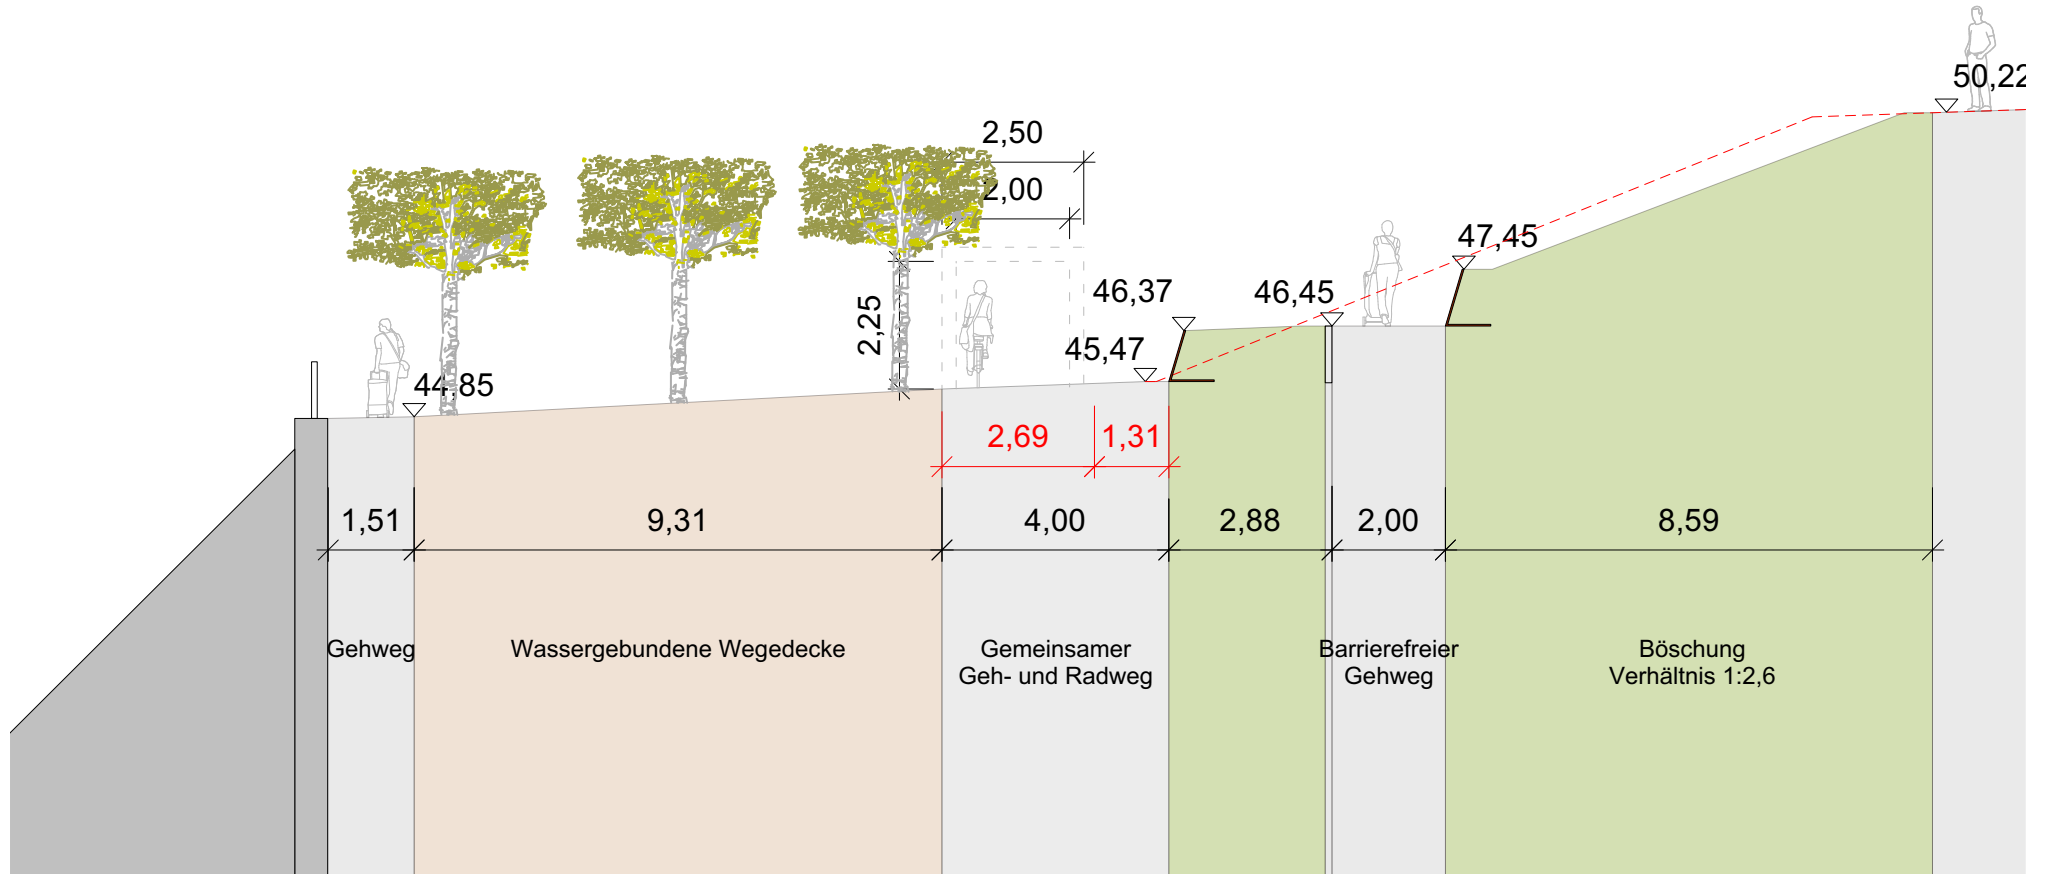 50,22
2,50
2,00
47,45
46,37
46,45
2,25
45,47
44,85
2,69
1,31
1,51
9,31
4,00
2,88
2,00
8,59
Gehweg
Wassergebundene Wegedecke
Gemeinsamer
Geh- und Radweg
Barrierefreier
Gehweg
Böschung
Verhältnis 1:2,6